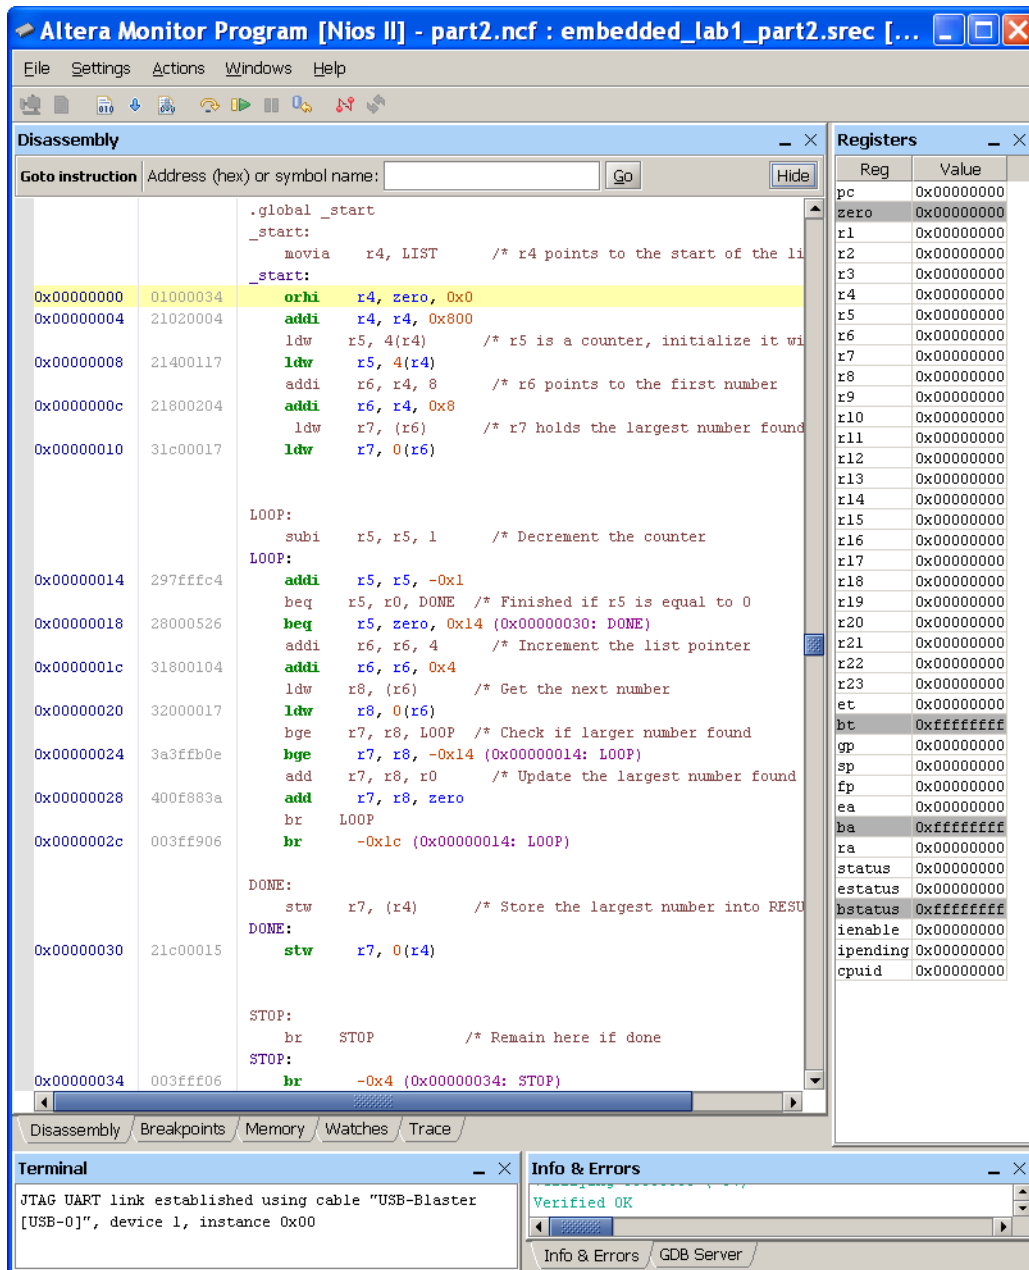 Altera Monitor Program [Nios II] - part2.ncf : embedded_lab1_part2.srec [...
File Settings Actions Windows Help
Disassembly
Goto instruction Address (hex) or symbol name: Go Hide
.global _start
_start:
movia r4, LIST /* r4 points to the start of the li
_start:
0x00000000 01000034 orhi r4, zero, 0x0
0x00000004 21020004 addi r4, r4, 0x800
ldw r5, 4(r4) /* r5 is a counter, initialize it wi
0x00000008 21400117 ldw r5, 4(r4)
addi r6, r4, 8 /* r6 points to the first number
0x0000000c 21800204 addi r6, r4, 0x8
ldw r7, (r6) /* r7 holds the largest number found
0x00000010 31c00017 ldw r7, 0(r6)
LOOP:
subi r5, r5, 1 /* Decrement the counter
LOOP:
0x00000014 297fffc4 addi r5, r5, -0x1
beq r5, r0, DONE /* Finished if r5 is equal to 0
0x00000018 28000526 beq r5, zero, 0x14 (0x00000030: DONE)
addi r6, r6, 4 /* Increment the list pointer
0x0000001c 31800104 addi r6, r6, 0x4
ldw r8, (r6) /* Get the next number
0x00000020 32000017 ldw r8, 0(r6)
bge r7, r8, LOOP /* Check if larger number found
0x00000024 3a3ffb0e bge r7, r8, -0x14 (0x00000014: LOOP)
add r7, r8, r0 /* Update the largest number found
0x00000028 400f883a add r7, r8, zero
br LOOP
0x0000002c 003ff906 br -0x1c (0x00000014: LOOP)
DONE:
stw r7, (r4) /* Store the largest number into RESU
DONE:
0x00000030 21c00015 stw r7, 0(r4)
STOP:
br STOP /* Remain here if done
STOP:
0x00000034 003fff06 br -0x4 (0x00000034: STOP)
Disassembly Breakpoints Memory Watches Trace
Registers
Reg Value
pc 0x00000000
zero 0x00000000
r1 0x00000000
r2 0x00000000
r3 0x00000000
r4 0x00000000
r5 0x00000000
r6 0x00000000
r7 0x00000000
r8 0x00000000
r9 0x00000000
r10 0x00000000
r11 0x00000000
r12 0x00000000
r13 0x00000000
r14 0x00000000
r15 0x00000000
r16 0x00000000
r17 0x00000000
r18 0x00000000
r19 0x00000000
r20 0x00000000
r21 0x00000000
r22 0x00000000
r23 0x00000000
et 0x00000000
bt 0xffffffff
gp 0x00000000
sp 0x00000000
fp 0x00000000
ea 0x00000000
ba 0xffffffff
ra 0x00000000
status 0x00000000
estatus 0x00000000
bstatus 0xffffffff
ienable 0x00000000
ipending 0x00000000
cpuid 0x00000000
Terminal
JTAG UART link established using cable "USB-Blaster
[USB-0]", device 1, instance 0x00
Info & Errors
Verified OK
Info & Errors GDB Server